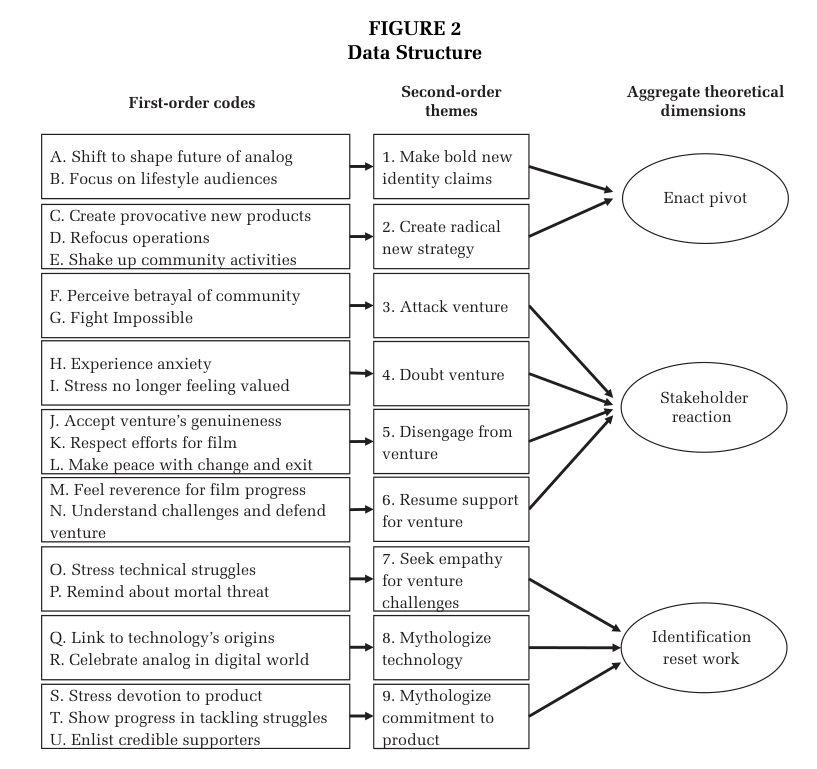 FIGURE 2
Data Structure
First-order codes
Second-order
themes
Aggregate theoretical
dimensions
A. Shift to shape future of analog
B. Focus on lifestyle audiences
1. Make bold new
identity claims
C. Create provocative new products
D. Refocus operations
E. Shake up community activities
2. Create radical
new strategy
Enact pivot
F. Perceive betrayal of community
G. Fight Impossible
3. Attack venture
H. Experience anxiety
I. Stress no longer feeling valued
4. Doubt venture
J. Accept venture's genuineness
K. Respect efforts for film
L. Make peace with change and exit
5. Disengage from
venture
M. Feel reverence for film progress
N. Understand challenges and defend
venture
6. Resume support
for venture
Stakeholder
reaction
O. Stress technical struggles
P. Remind about mortal threat
7. Seek empathy
for venture
challenges
Q. Link to technology's origins
R. Celebrate analog in digital world
8. Mythologize
technology
S. Stress devotion to product
T. Show progress in tackling struggles
U. Enlist credible supporters
9. Mythologize
commitment to
product
Identification
reset work